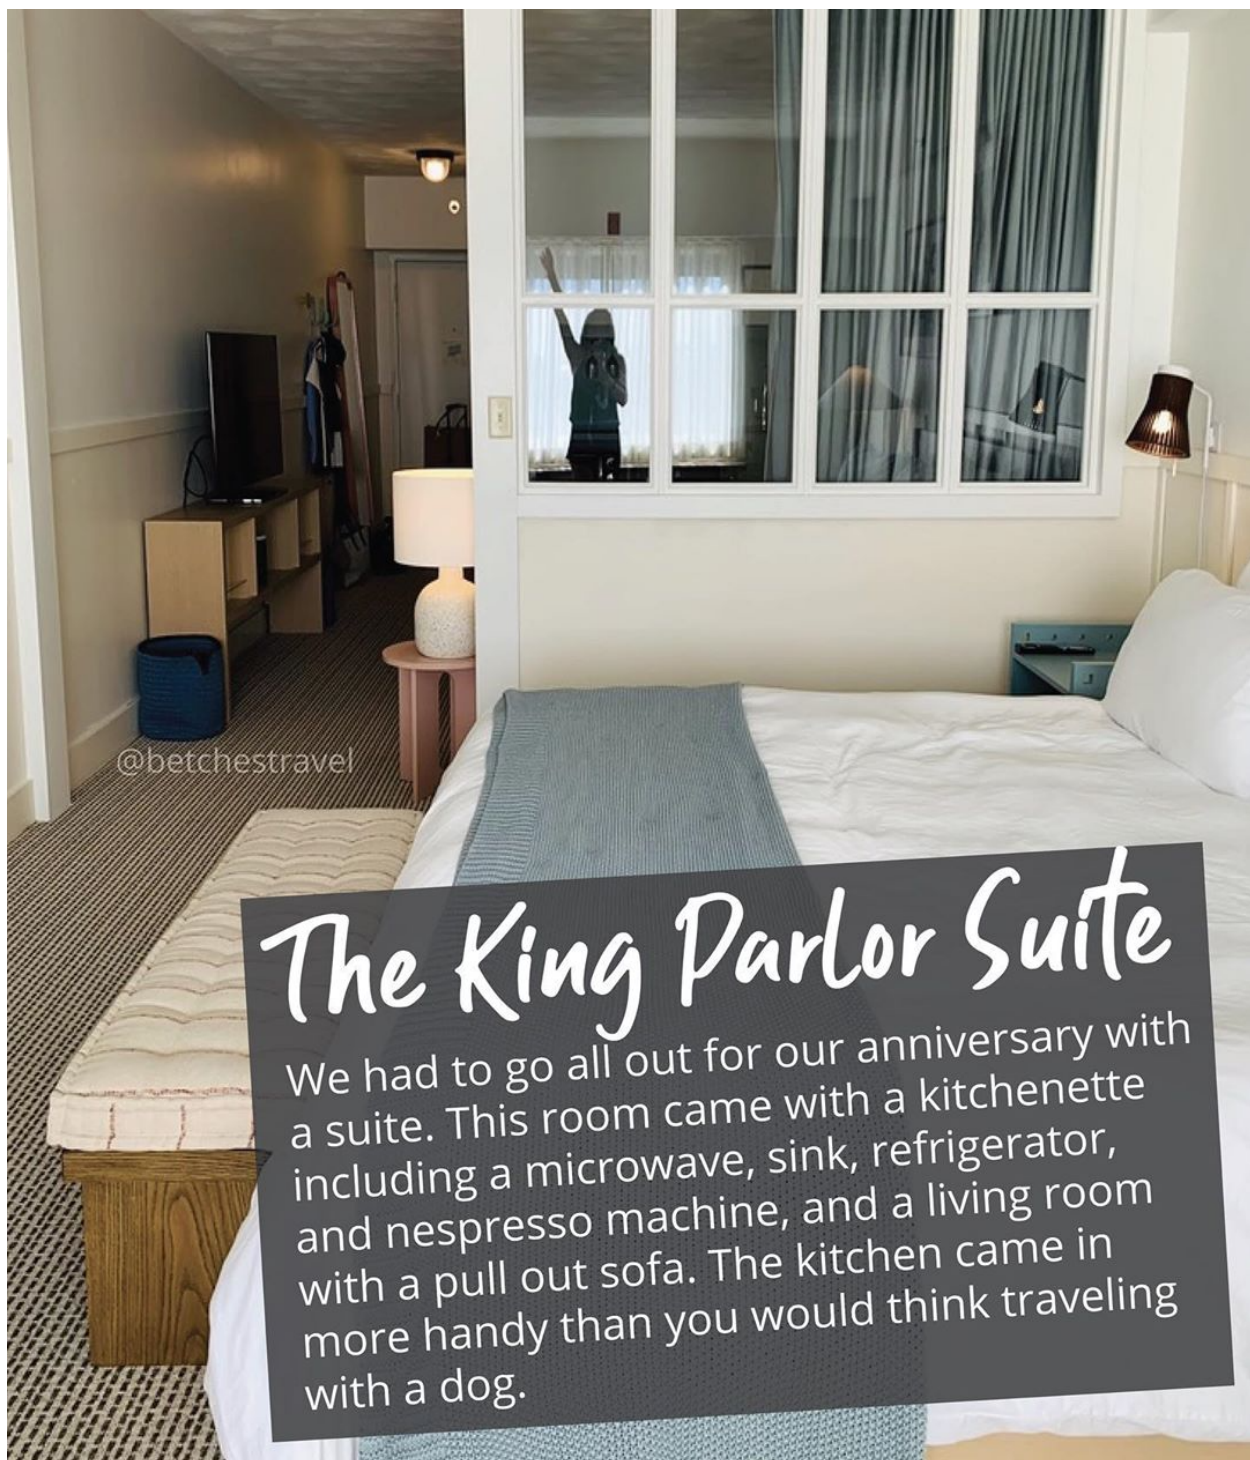 @betchestravel
The King Parlor Suite
We had to go all out for our anniversary with
a suite. This room came with a kitchenette
including a microwave, sink, refrigerator,
and nespresso machine, and a living room
with a pull out sofa. The kitchen came in
more handy than you would think traveling
with a dog.